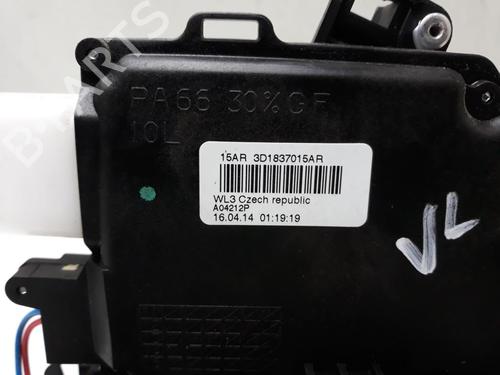 PA66 30%GF
10L
15AR 3D1837015AR
WL3 Czech republic
A04212P
16.04.14 01:19:19